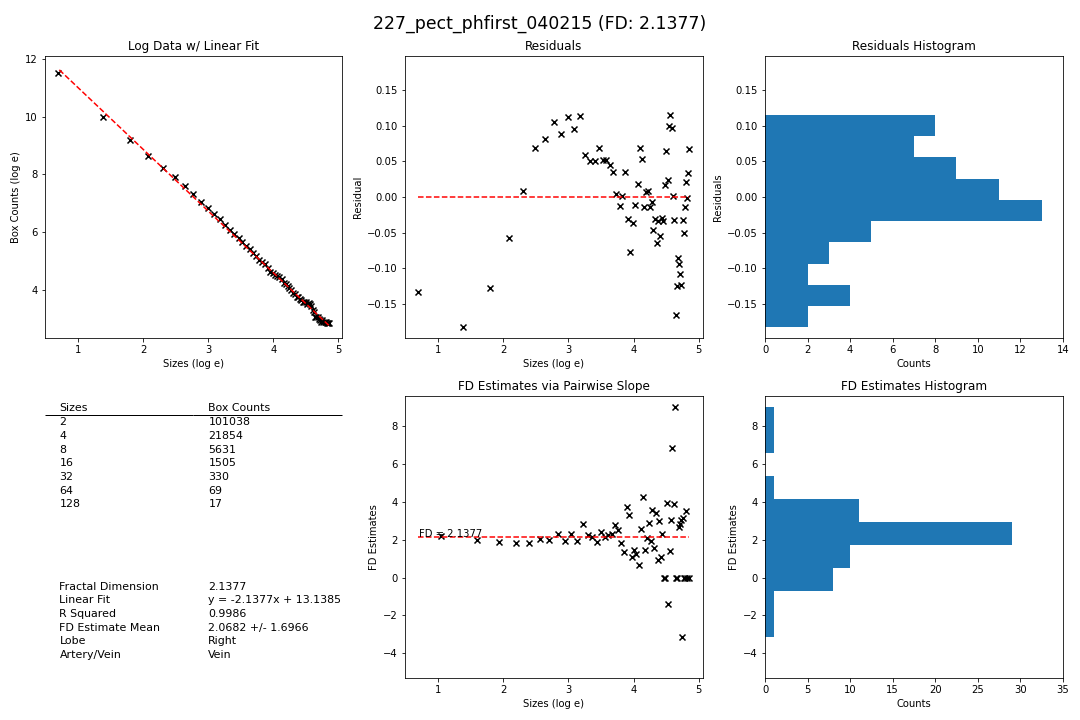 227_pect_phfirst_040215 (FD: 2.1377)
Log Data w/ Linear Fit
Box Counts (log e)
12
10
8
6
4
1 2 3 4 5
Sizes (log e)
Residuals
Residual
0.15
0.10
0.05
0.00
−0.05
−0.10
−0.15
1 2 3 4 5
Sizes (log e)
Residuals Histogram
Residuals
0.15
0.10
0.05
0.00
−0.05
−0.10
−0.15
0 2 4 6 8 10 12 14
Counts
Sizes Box Counts
2 101038
4 21854
8 5631
16 1505
32 330
64 69
128 17
Fractal Dimension 2.1377
Linear Fit y = -2.1377x + 13.1385
R Squared 0.9986
FD Estimate Mean 2.0682 +/- 1.6966
Lobe Right
Artery/Vein Vein
FD Estimates via Pairwise Slope
FD Estimates
8
6
4
2
0
−2
−4
FD = 2.1377
1 2 3 4 5
Sizes (log e)
FD Estimates Histogram
FD Estimates
8
6
4
2
0
−2
−4
0 5 10 15 20 25 30 35
Counts